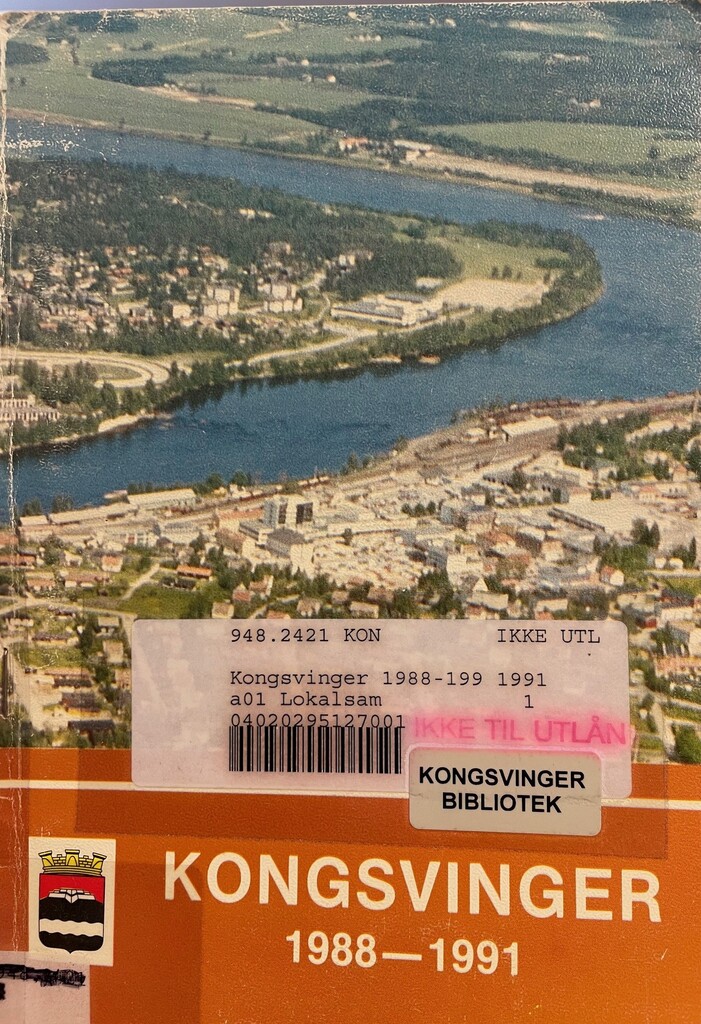 948.2421 KON IKKE UTL
Kongsvinger 1988-199 1991
a01 Lokalsam 1
04020295127001 IKKE TIL UTLÅN
KONGSVINGER
BIBLIOTEK
KONGSVINGER
1988—1991